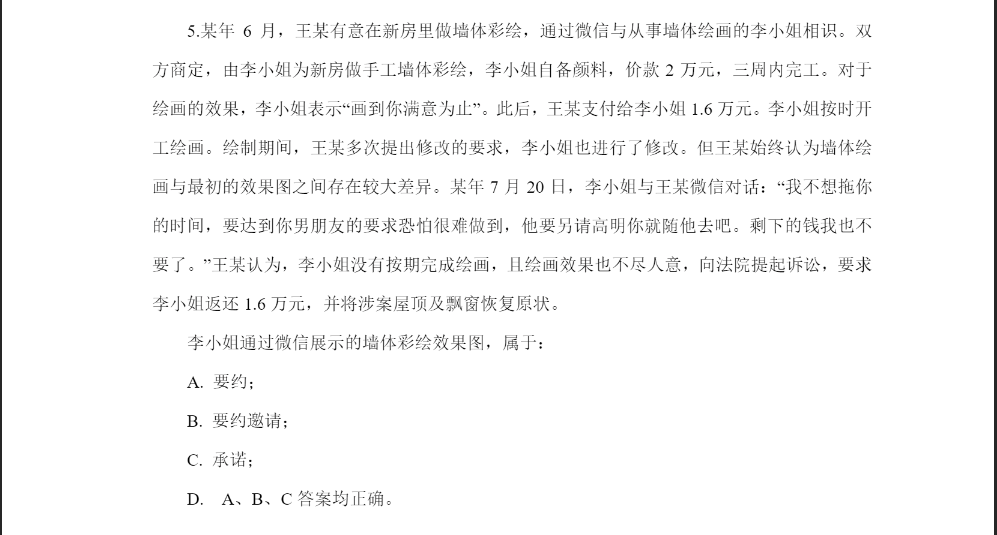 5.某年 6 月，王某有意在新房里做墙体彩绘，通过微信与从事墙体绘画的李小姐相识。双
方商定，由李小姐为新房做手工墙体彩绘，李小姐自备颜料，价款 2 万元，三周内完工。对于
绘画的效果，李小姐表示“画到你满意为止”。此后，王某支付给李小姐 1.6 万元。李小姐按时开
工绘画。绘制期间，王某多次提出修改的要求，李小姐也进行了修改。但王某始终认为墙体绘
画与最初的效果图之间存在较大差异。某年 7 月 20 日，李小姐与王某微信对话：“我不想拖你
的时间，要达到你男朋友的要求恐怕很难做到，他要另请高明你就随他去吧。剩下的钱我也不
要了。”王某认为，李小姐没有按期完成绘画，且绘画效果也不尽人意，向法院提起诉讼，要求
李小姐返还 1.6 万元，并将涉案屋顶及飘窗恢复原状。
李小姐通过微信展示的墙体彩绘效果图，属于：
A. 要约；
B. 要约邀请；
C. 承诺；
D. A、B、C 答案均正确。